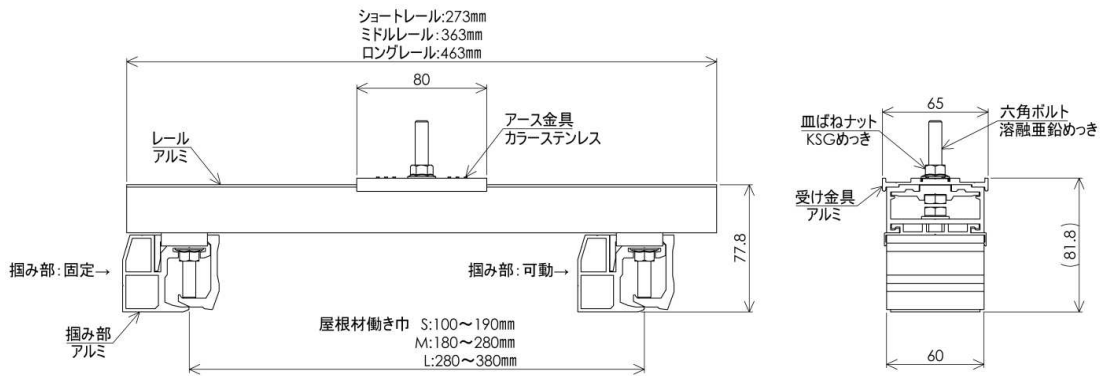 ショートレール:273㎜
ミドルレール:363㎜
ロングレール:463㎜
80
アース金具
カラーステンレス
レール
アルミ
77.8
掴み部:固定→
掴み部:可動→
掴み部
アルミ
屋根材働き巾 S:100～190㎜
M:180～280㎜
L:280～380㎜
65
皿ばねナット
KSGめっき
六角ボルト
溶融亜鉛めっき
受け金具
アルミ
(81.8)
60